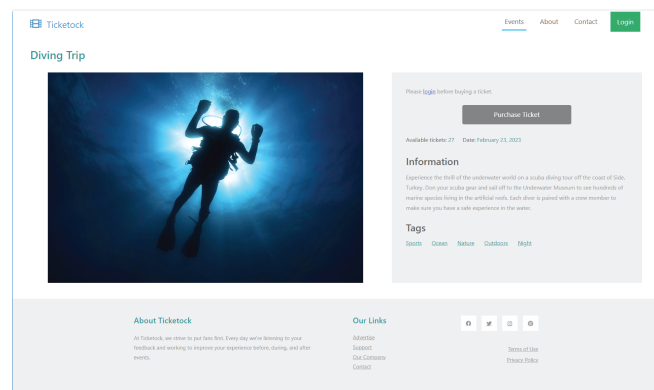 Ticketock
Events About Contact Login
Diving Trip
Please login before buying a ticket.
Purchase Ticket
Available tickets: 27 Date: February 23, 2023
Information
Experience the thrill of the underwater world on a scuba diving tour off the coast of Side,
Turkey. Don your scuba gear and sail off to the Underwater Museum to see hundreds of
marine species living in the artificial reefs. Each diver is paired with a crew member to
make sure you have a safe experience in the water.
Tags
Sports Ocean Nature Outdoors Night
About Ticketock
At Ticketock, we strive to put fans first. Every day we're listening to your
feedback and working to improve your experience before, during, and after
events.
Our Links
Advertise
Support
Our Company
Contact
Terms of Use
Privacy Policy